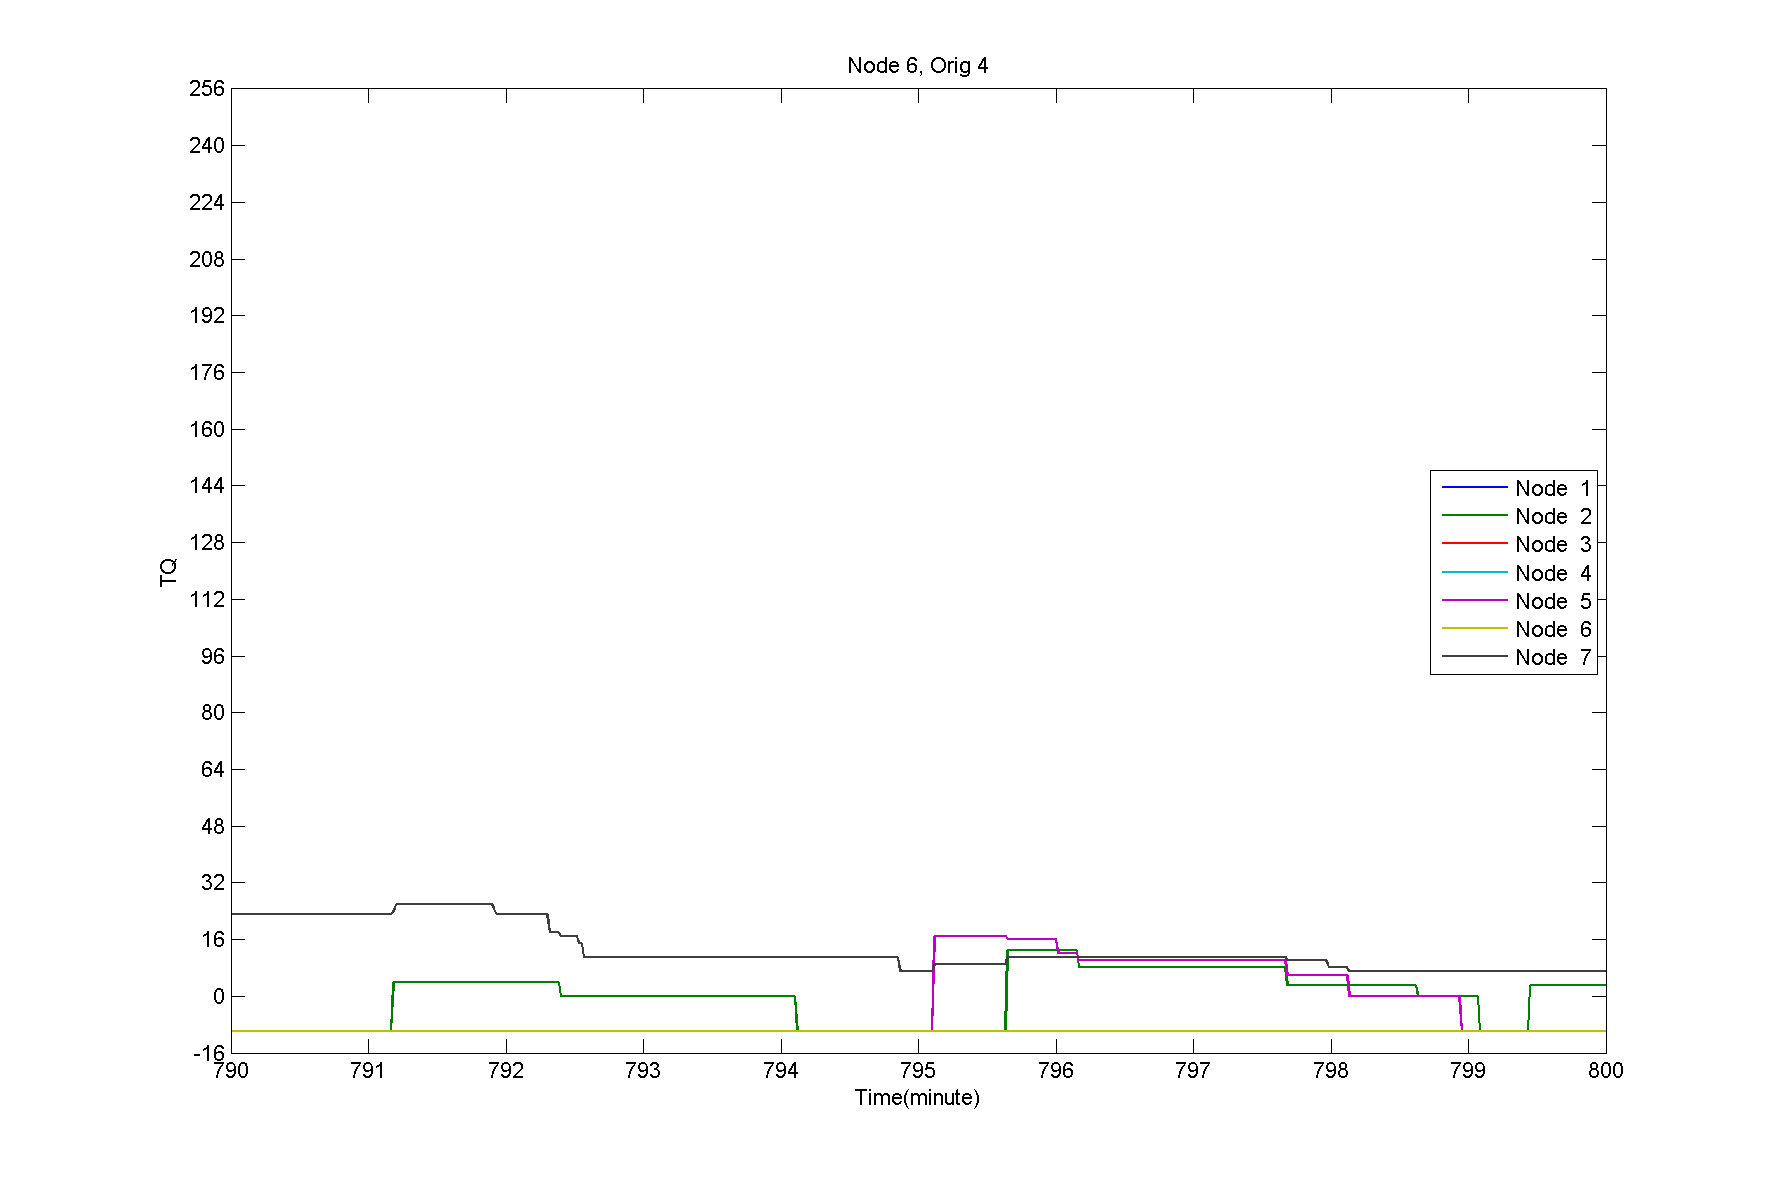 Node 6, Orig 4
256
240
224
208
192
176
160
144
128
112
96
80
64
48
32
16
0
-16
TQ
Node 1
Node 2
Node 3
Node 4
Node 5
Node 6
Node 7
790 791 792 793 794 795 796 797 798 799 800
Time(minute)